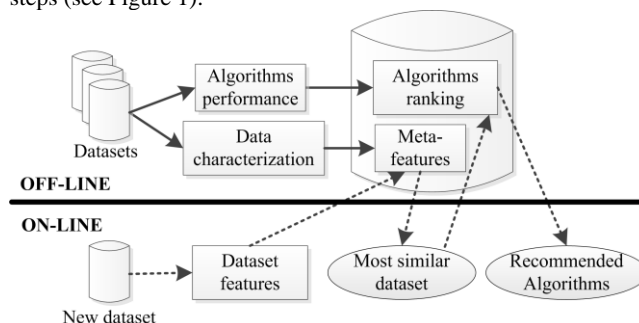 steps (see Figure 1).
Algorithms
performance
Algorithms
ranking
Datasets
Data
characterization
Meta-
features
OFF-LINE
ON-LINE
Dataset
features
Most similar
dataset
Recommended
Algorithms
New dataset